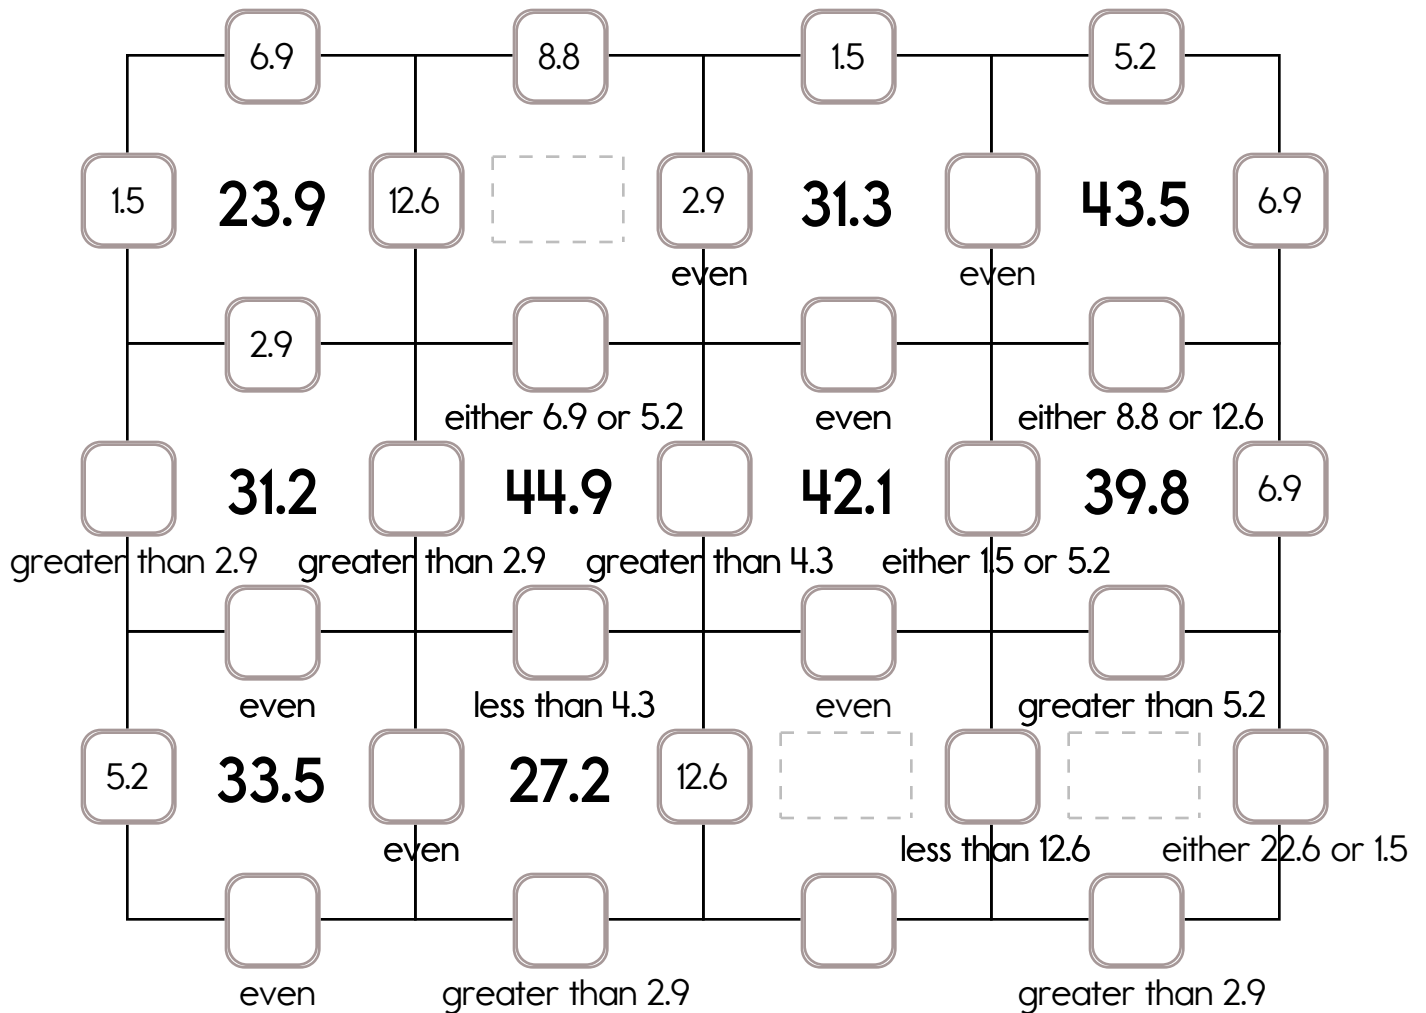 6.9 8.8 1.5 5.2
1.5 23.9 12.6 2.9 31.3 43.5 6.9
even even
2.9
either 6.9 or 5.2 even either 8.8 or 12.6
31.2 44.9 42.1 39.8 6.9
greater than 2.9 greater than 2.9 greater than 4.3 either 1.5 or 5.2
even less than 4.3 even greater than 5.2
5.2 33.5 27.2 12.6
even less than 12.6 either 22.6 or 1.5
even greater than 2.9 greater than 2.9